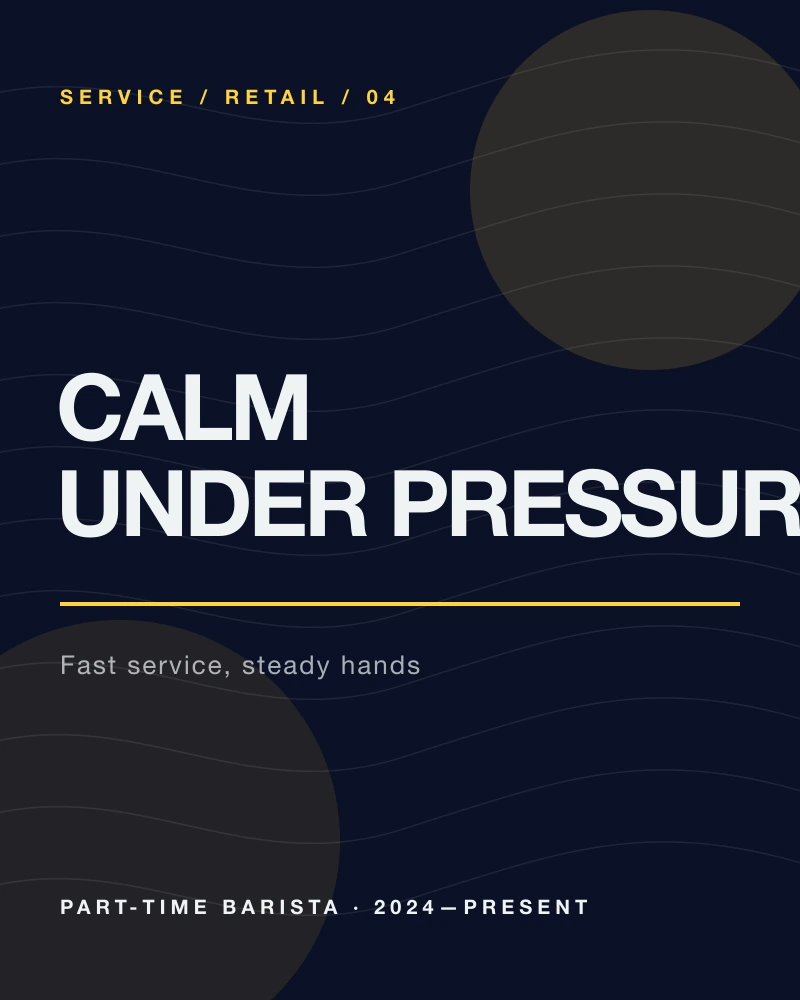 SERVICE / RETAIL / 04
CALM
UNDER PRESSUR
Fast service, steady hands
PART-TIME BARISTA · 2024—PRESENT